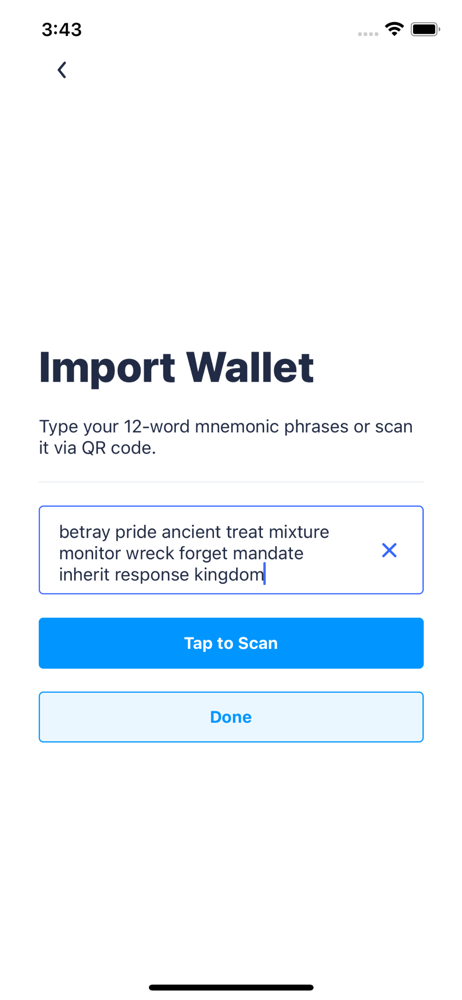 3:43
Import Wallet
Type your 12-word mnemonic phrases or scan
it via QR code.
betray pride ancient treat mixture
monitor wreck forget mandate
inherit response kingdom
Tap to Scan
Done